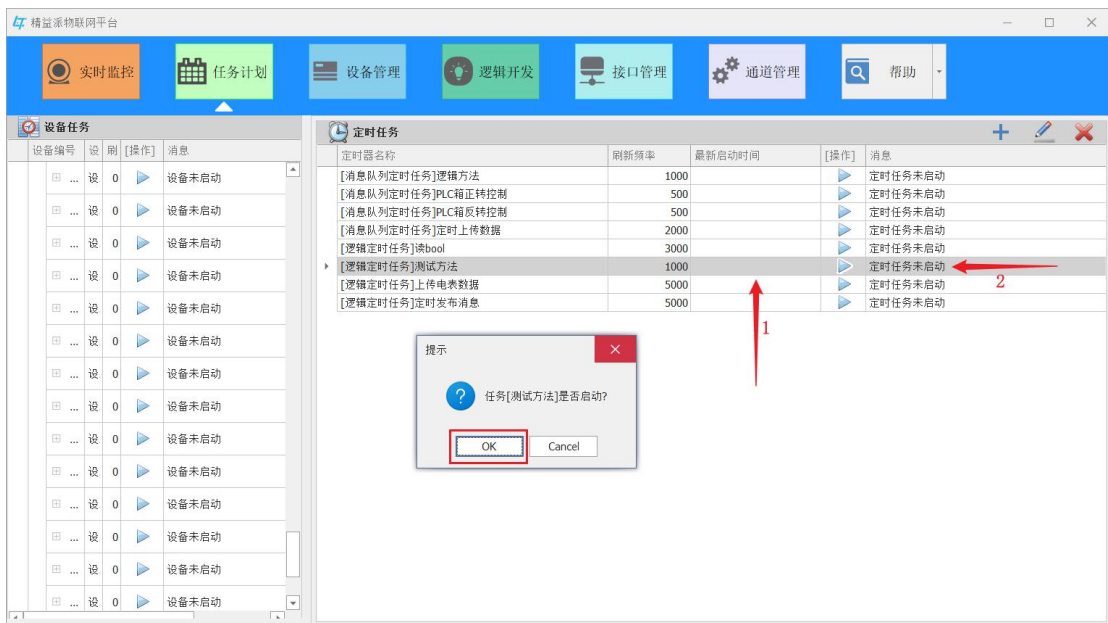 精益派物联网平台
实时监控 任务计划 设备管理 逻辑开发 接口管理 通道管理 帮助
设备任务
设备编号 设 刷 [操作] 消息
... 设 0 设备未启动
... 设 0 设备未启动
... 设 0 设备未启动
... 设 0 设备未启动
... 设 0 设备未启动
... 设 0 设备未启动
... 设 0 设备未启动
... 设 0 设备未启动
... 设 0 设备未启动
... 设 0 设备未启动
... 设 0 设备未启动
... 设 0 设备未启动
... 设 0 设备未启动
... 设 0 设备未启动
定时任务
定时器名称 刷新频率 最新启动时间 [操作] 消息
[消息队列定时任务]逻辑方法 1000 定时任务未启动
[消息队列定时任务]PLC箱正转控制 500 定时任务未启动
[消息队列定时任务]PLC箱反转控制 500 定时任务未启动
[消息队列定时任务]定时上传数据 2000 定时任务未启动
[逻辑定时任务]读bool 3000 定时任务未启动
[逻辑定时任务]测试方法 1000 定时任务未启动
[逻辑定时任务]上传电表数据 5000 定时任务未启动
[逻辑定时任务]定时发布消息 5000 定时任务未启动
2
1
提示
任务[测试方法]是否启动?
OK Cancel